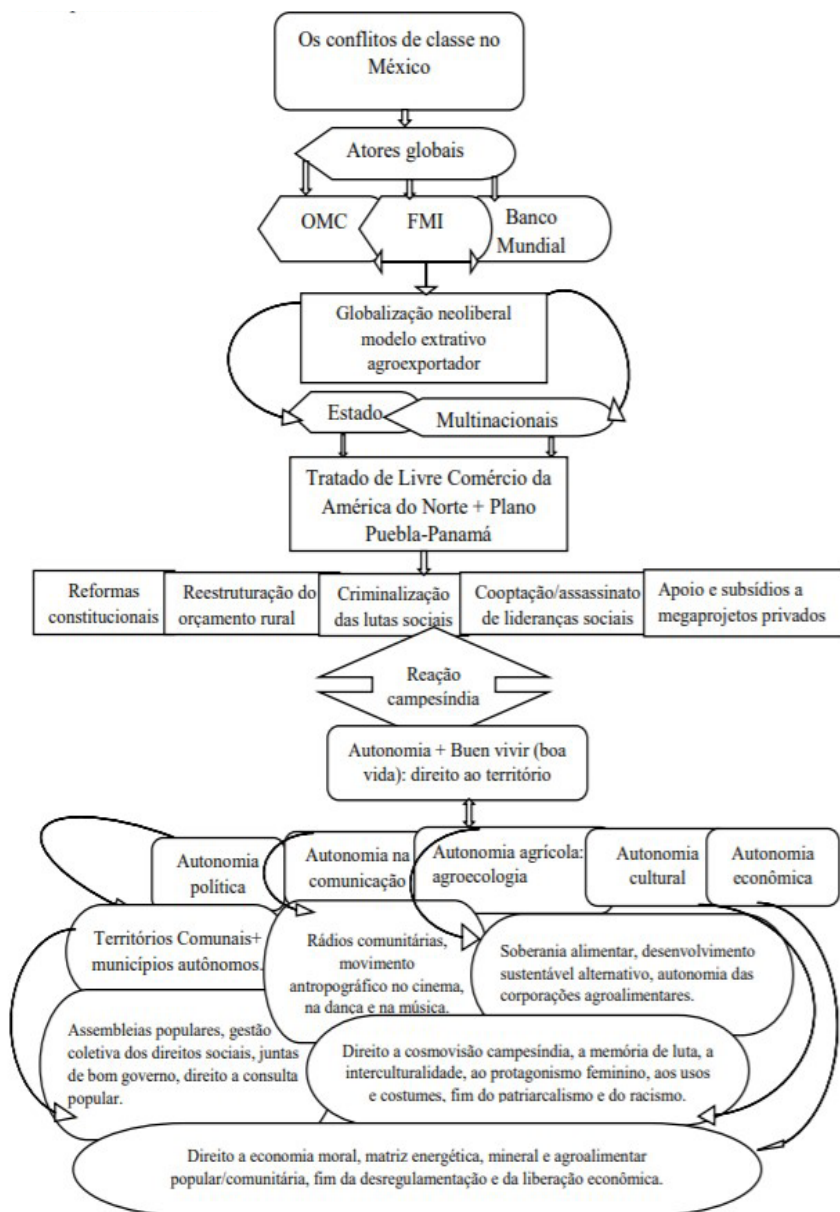 Os conflitos de classe no
México
Atores globais
OMC
FMI
Banco
Mundial
Globalização neoliberal
modelo extrativo
agroexportador
Estado
Multinacionais
Tratado de Livre Comércio da
América do Norte + Plano
Puebla-Panamá
Reformas
constitucionais
Reestruturação do
orçamento rural
Criminalização
das lutas sociais
Cooptação/assassinato
de lideranças sociais
Apoio e subsídios a
megaprojetos privados
Reação
campesíndia
Autonomia + Buen vivir (boa
vida): direito ao território
Autonomia
política
Autonomia na
comunicação
Autonomia agrícola:
agroecologia
Autonomia
cultural
Autonomia
econômica
Territórios Comunais+
municípios autônomos.
Rádios comunitárias,
movimento
antropográfico no cinema,
na dança e na música.
Soberania alimentar, desenvolvimento
sustentável alternativo, autonomia das
corporações agroalimentares.
Assembleias populares, gestão
coletiva dos direitos sociais, juntas
de bom governo, direito a consulta
popular.
Direito a cosmovisão campesíndia, a memória de luta, a
interculturalidade, ao protagonismo feminino, aos usos
e costumes, fim do patriarcalismo e do racismo.
Direito a economia moral, matriz energética, mineral e agroalimentar
popular/comunitária, fim da desregulamentação e da liberação econômica.